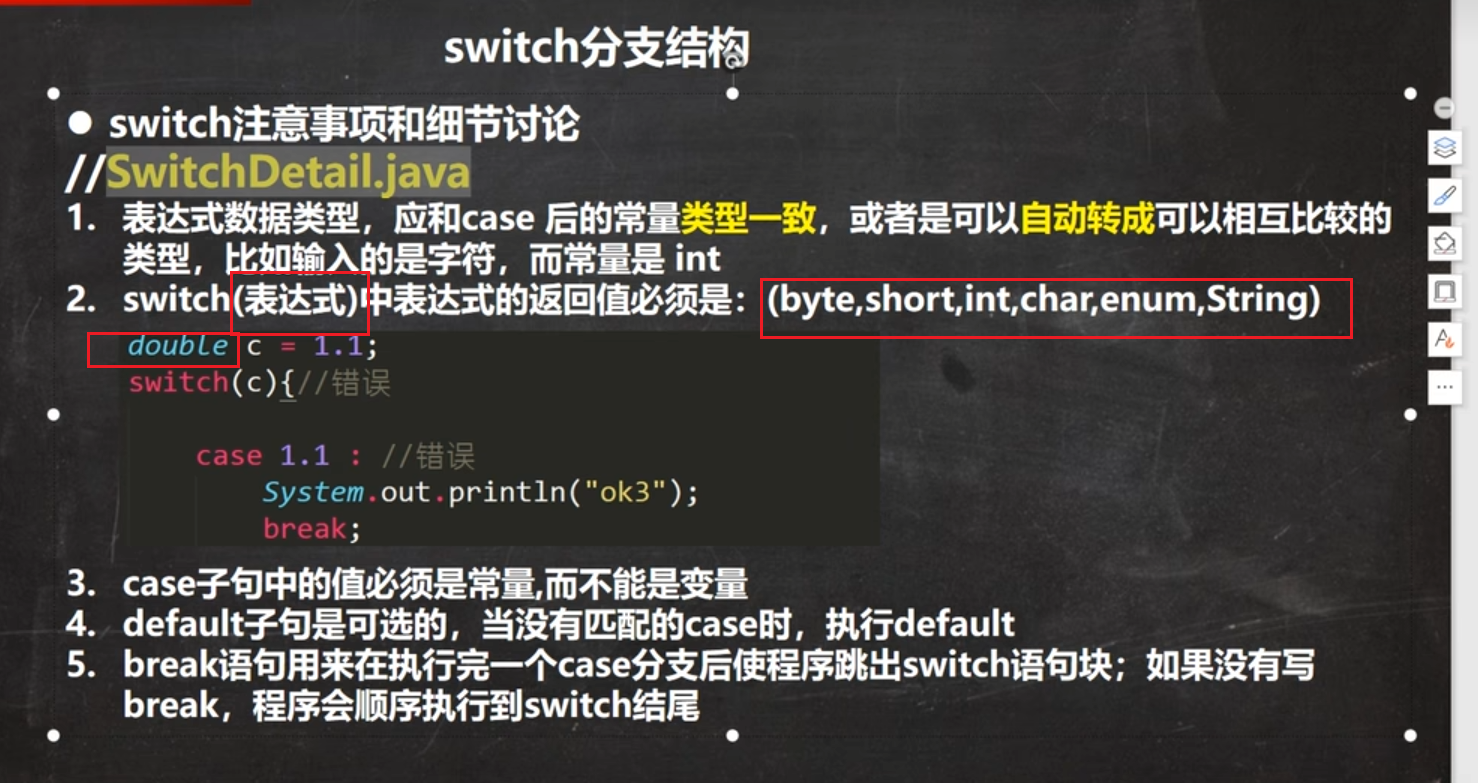 switch分支结构
● switch注意事项和细节讨论
//SwitchDetail.java
1. 表达式数据类型，应和case 后的常量类型一致，或者是可以自动转成可以相互比较的
类型，比如输入的是字符，而常量是 int
2. switch(表达式)中表达式的返回值必须是：(byte,short,int,char,enum,String)
double c = 1.1;
switch(c){//错误
case 1.1 : //错误
System.out.println("ok3");
break;
3. case子句中的值必须是常量,而不能是变量
4. default子句是可选的，当没有匹配的case时，执行default
5. break语句用来在执行完一个case分支后使程序跳出switch语句块；如果没有写
break，程序会顺序执行到switch结尾